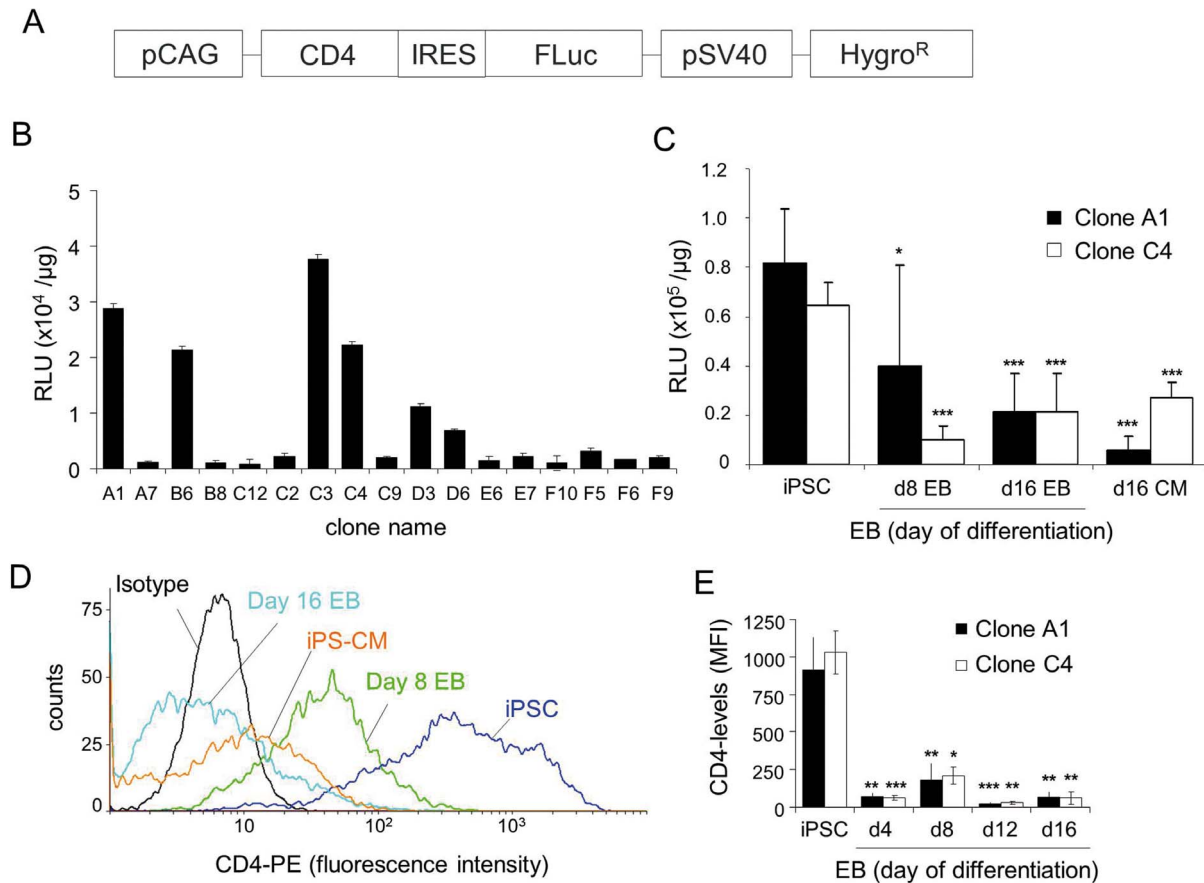 A
pCAG CD4 IRES FLuc pSV40 Hygro^R
B
RLU (x10^4 /µg)
5
4
3
2
1
0
A1 A7 B6 B8 C12 C2 C3 C4 C9 D3 D6 E6 E7 F10 F5 F6 F9
clone name
C
RLU (x10^5 /µg)
1.2
1.0
0.8
0.6
0.4
0.2
0
Clone A1
Clone C4
* *** *** *** *** ***
iPSC d8 EB d16 EB d16 CM
EB (day of differentiation)
D
counts
75
50
25
0
Isotype
Day 16 EB
iPS-CM
Day 8 EB
iPSC
10 10^2 10^3
CD4-PE (fluorescence intensity)
E
CD4-levels (MFI)
1250
1000
750
500
250
0
Clone A1
Clone C4
** *** ** * *** ** ** **
iPSC d4 d8 d12 d16
EB (day of differentiation)